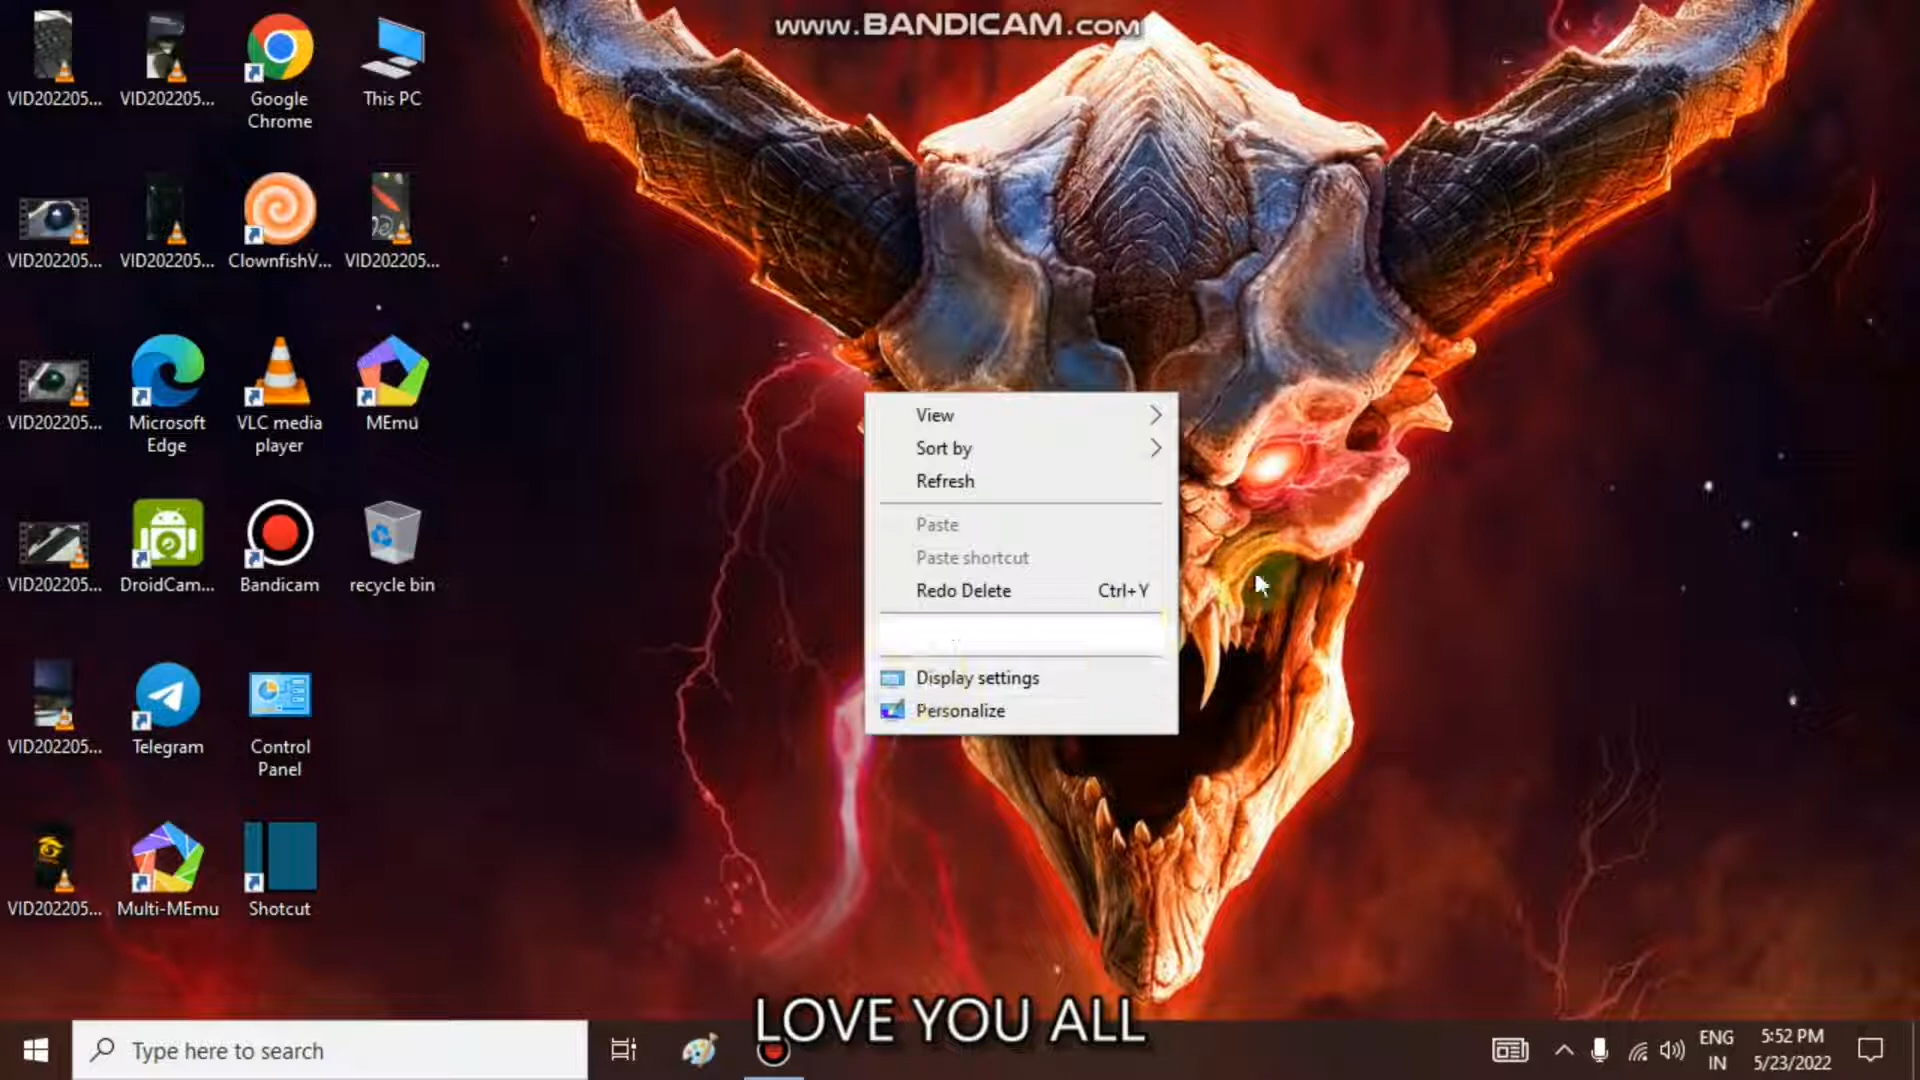 www.BANDICAM.com
VID202205...
VID202205...
Google
Chrome
This PC
VID202205...
VID202205...
ClownfishV...
VID202205...
VID202205...
Microsoft
Edge
VLC media
player
MEmu
VID202205...
DroidCam...
Bandicam
recycle bin
VID202205...
Telegram
Control
Panel
VID202205...
Multi-MEmu
Shotcut
View
Sort by
Refresh
Paste
Paste shortcut
Redo Delete Ctrl+Y
Display settings
Personalize
LOVE YOU ALL
Type here to search
ENG
IN
5:52 PM
5/23/2022